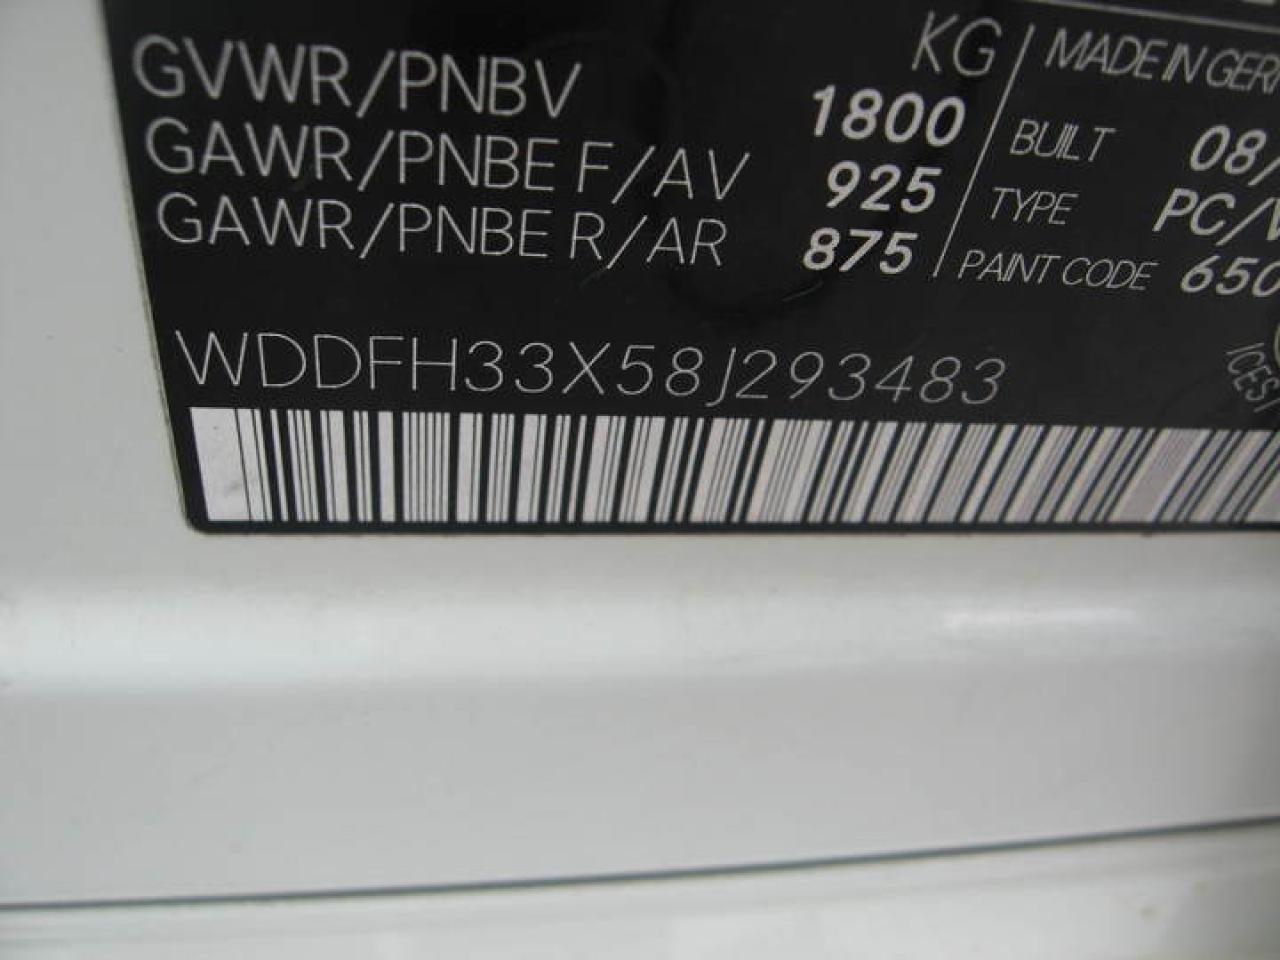 KG / MADE IN GER
GVWR/PNBV 1800 BUILT 08/
GAWR/PNBE F/AV 925 TYPE PC/V
GAWR/PNBE R/AR 875 PAINT CODE 650
WDDFH33X58J293483
ICES/